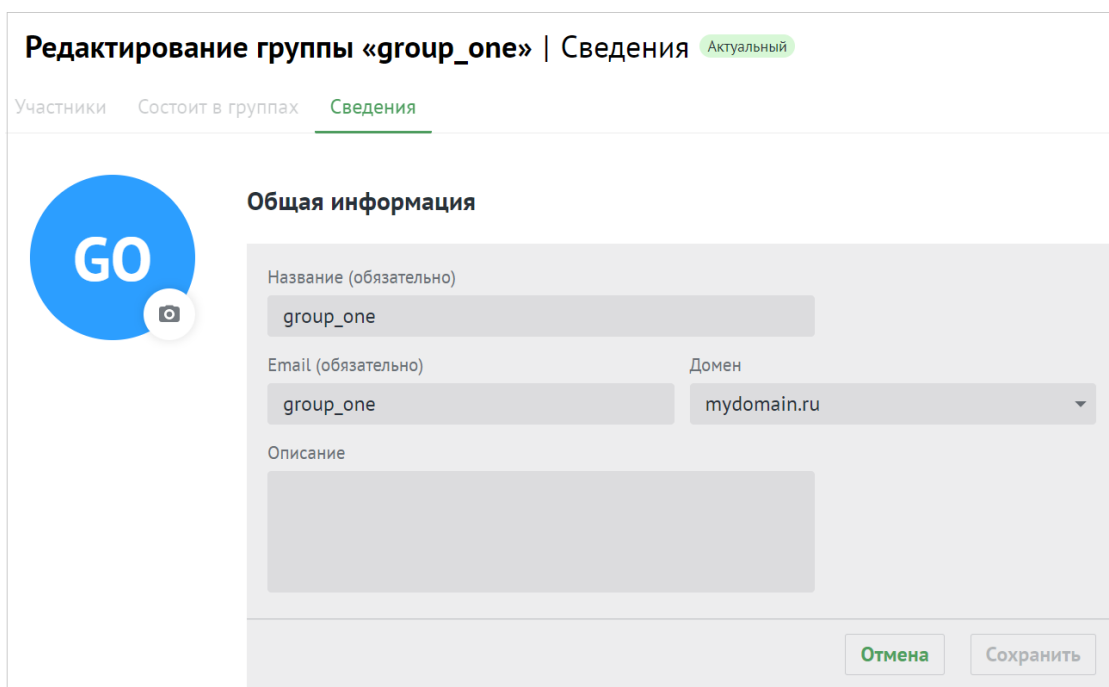 Редактирование группы «group_one» | Сведения Актуальный
Участники Состоит в группах Сведения
GO
Общая информация
Название (обязательно)
group_one
Email (обязательно) Домен
group_one mydomain.ru
Описание
Отмена Сохранить